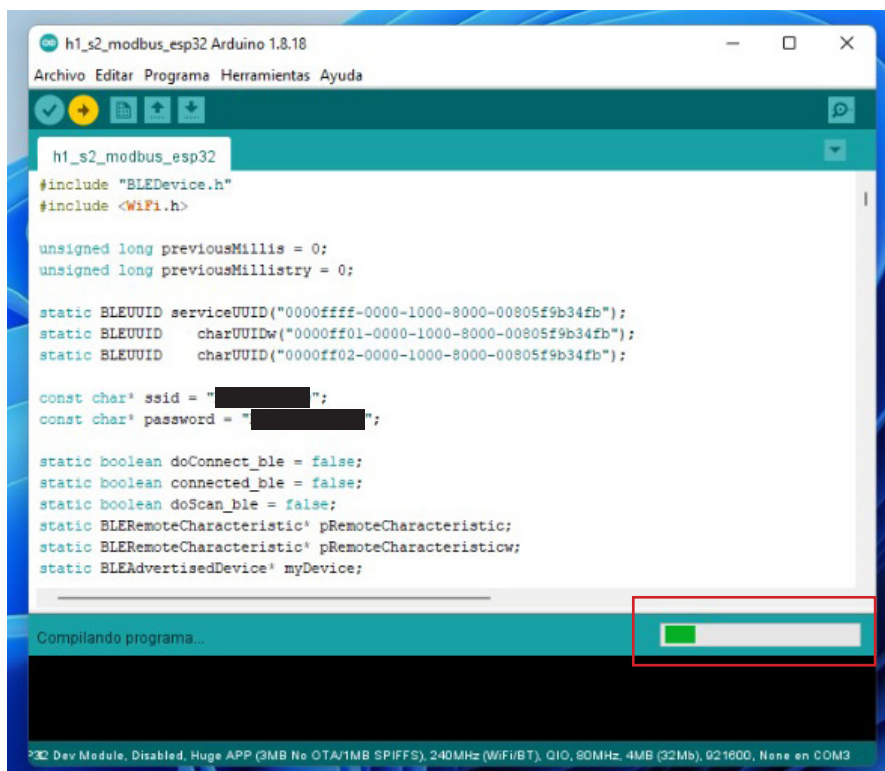 h1_s2_modbus_esp32 Arduino 1.8.18
Archivo Editar Programa Herramientas Ayuda
h1_s2_modbus_esp32
#include "BLEDevice.h"
#include <WiFi.h>
unsigned long previousMillis = 0;
unsigned long previousMillistry = 0;
static BLEUUID serviceUUID("0000ffff-0000-1000-8000-00805f9b34fb");
static BLEUUID    charUUIDw("0000ff01-0000-1000-8000-00805f9b34fb");
static BLEUUID    charUUID("0000ff02-0000-1000-8000-00805f9b34fb");
const char* ssid = "";
const char* password = "";
static boolean doConnect_ble = false;
static boolean connected_ble = false;
static boolean doScan_ble = false;
static BLERemoteCharacteristic* pRemoteCharacteristic;
static BLERemoteCharacteristic* pRemoteCharacteristicw;
static BLEAdvertisedDevice* myDevice;
Compilando programa...
Dev Module, Disabled, Huge APP (3MB No OTA/1MB SPIFFS), 240MHz (WiFi/BT), QIO, 80MHz, 4MB (32Mb), 921600, None en COM3